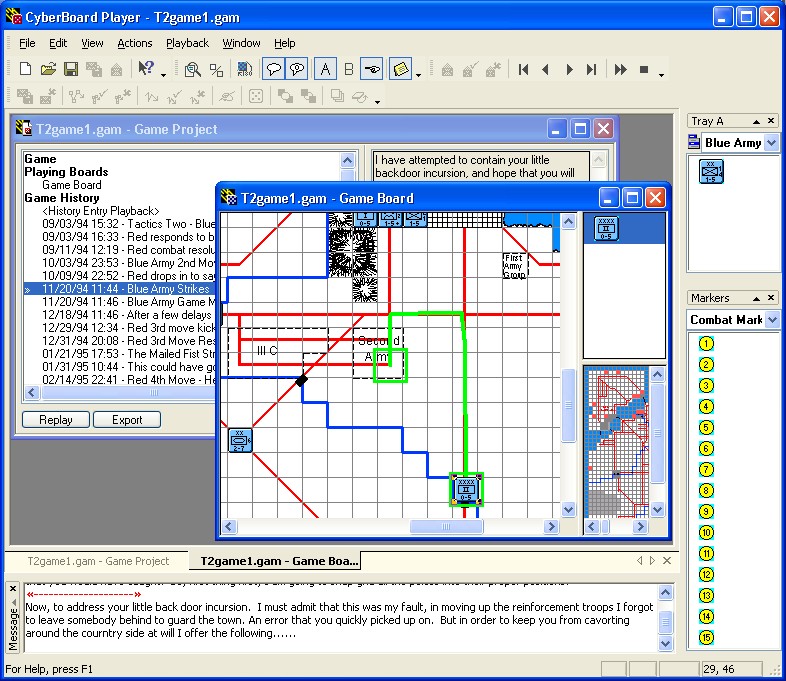 CyberBoard Player - T2game1.gam
File Edit View Actions Playback Window Help
A B
T2game1.gam - Game Project
Game
Playing Boards
Game Board
Game History
<History Entry Playback>
09/03/94 15:32 - Tactics Two - Blue
09/03/94 16:33 - Red responds to b
09/11/94 12:19 - Red combat resolu
10/03/94 23:53 - Blue Army 2nd Mov
10/09/94 22:52 - Red drops in to say
» 11/20/94 11:44 - Blue Army Strikes
11/20/94 11:46 - Blue Army Game M
12/18/94 11:46 - After a few delays
12/29/94 12:34 - Red 3rd move kick
12/31/94 20:08 - Red 3rd Move Res
01/21/95 17:53 - The Mailed Fist Str
01/31/95 10:44 - This could have go
02/14/95 22:41 - Red 4th Move - He
Replay Export
I have attempted to contain your little
backdoor incursion, and hope that you will
T2game1.gam - Game Board
First
Army
Group
III C
Second
Army
XX
2-7
XXXX
II
0-5
XXXX
II
0-5
Tray A
Blue Army
XX
1-5
Markers
Combat Mark
1
2
3
4
5
6
7
8
9
10
11
12
13
14
15
T2game1.gam - Game Project T2game1.gam - Game Boa...
Message
«--------------------»
Now, to address your little back door incursion. I must admit that this was my fault, in moving up the reinforcement troops I forgot
to leave somebody behind to guard the town. An error that you quickly picked up on. But in order to keep you from cavorting
around the courntry side at will I offer the following......
For Help, press F1
29, 46